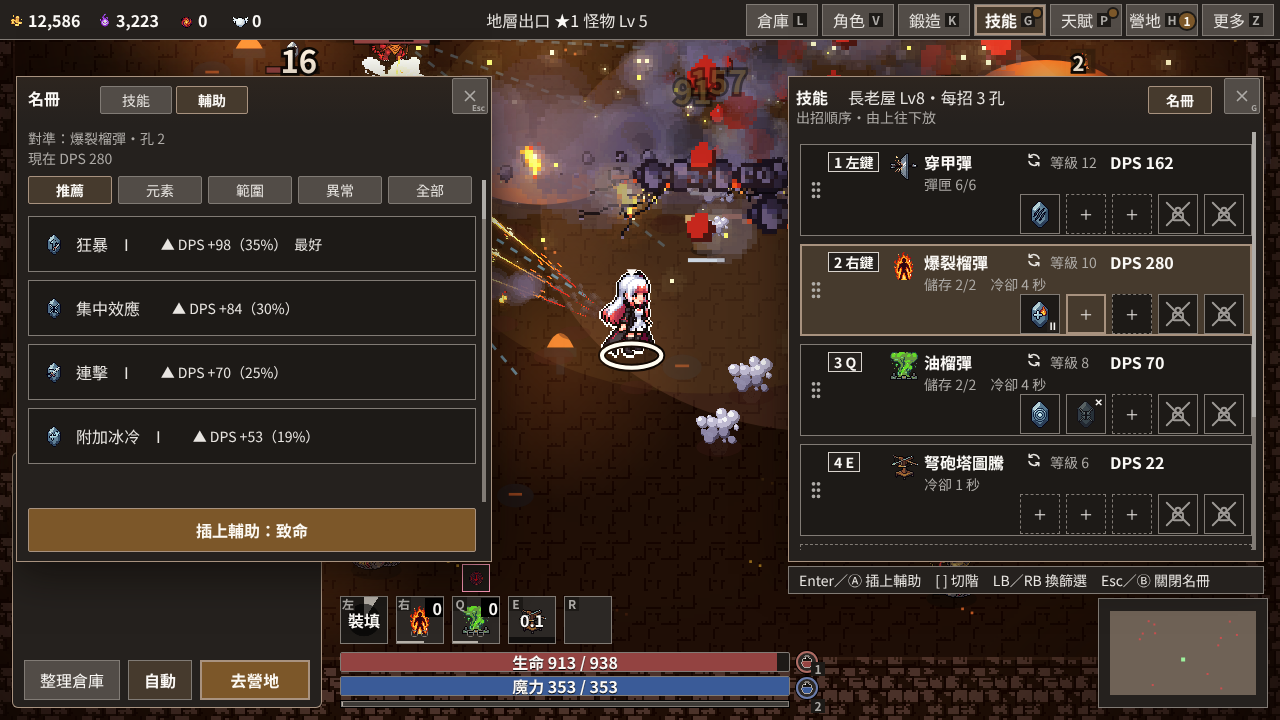 12,586 3,223 0 0
地層出口 ★1 怪物 Lv 5
倉庫 L 角色 V 鍛造 K 技能 G 天賦 P 營地 H 1 更多 Z
16
9157
2
名冊 技能 輔助 × Esc
對準：爆裂榴彈・孔 2
現在 DPS 280
推薦 元素 範圍 異常 全部
狂暴 I ▲ DPS +98（35%） 最好
集中效應 ▲ DPS +84（30%）
連擊 I ▲ DPS +70（25%）
附加冰冷 I ▲ DPS +53（19%）
插上輔助：致命
技能 長老屋 Lv8・每招 3 孔 名冊 × G
出招順序・由上往下放
1 左鍵 穿甲彈 等級 12 DPS 162
彈匣 6/6
+ +
2 右鍵 爆裂榴彈 等級 10 DPS 280
儲存 2/2 冷卻 4 秒
II + +
3 Q 油榴彈 等級 8 DPS 70
儲存 2/2 冷卻 4 秒
× +
4 E 弩砲塔圖騰 等級 6 DPS 22
冷卻 1 秒
+ + +
Enter／Ⓐ 插上輔助 [ ] 切階 LB／RB 換篩選 Esc／Ⓑ 關閉名冊
左 裝填 右 0 Q 0 E 0.1 R
生命 913 / 938 1
魔力 353 / 353 2
整理倉庫 自動 去營地